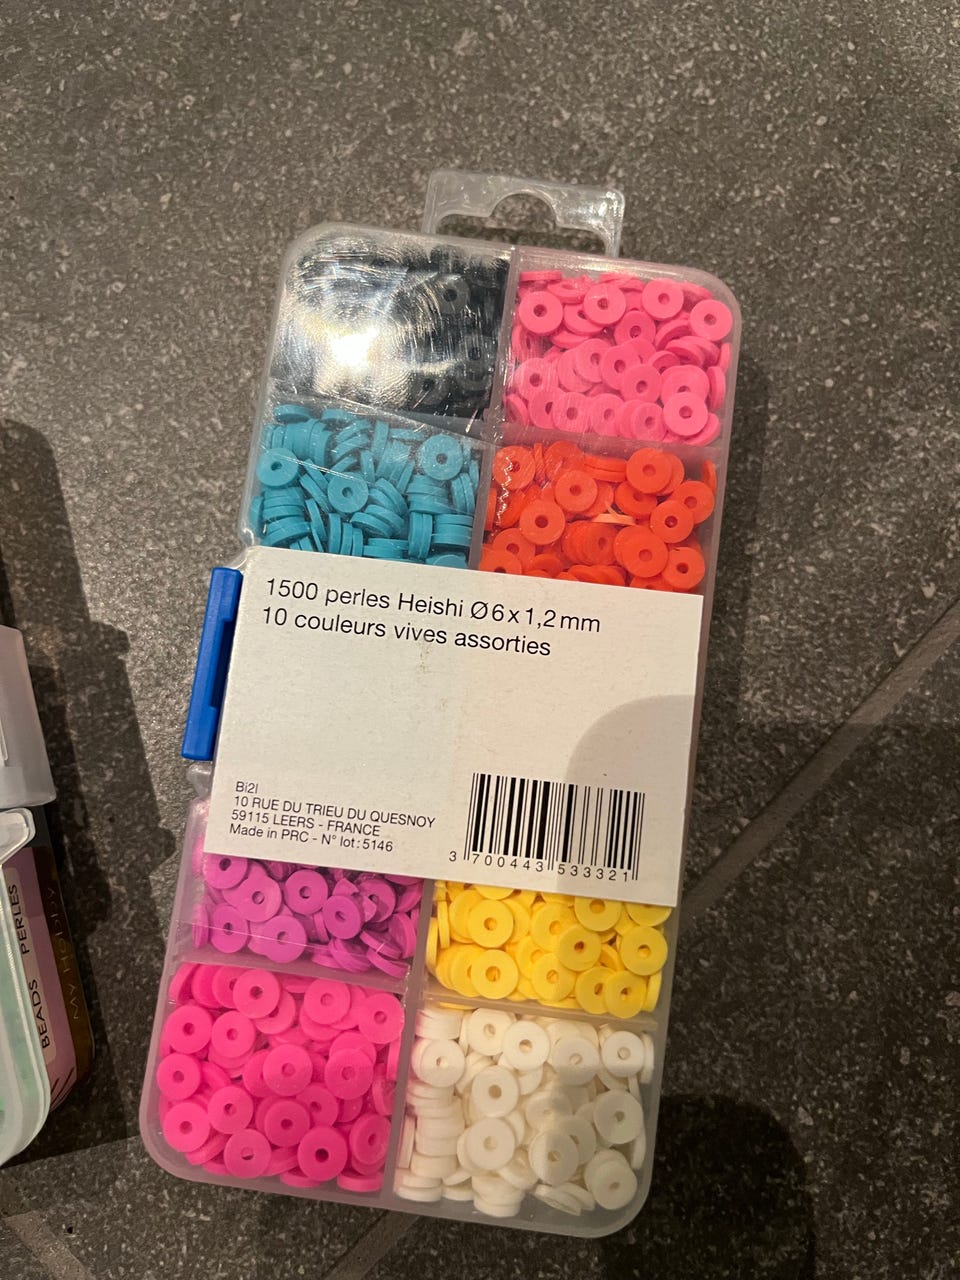 1500 perles Heishi Ø 6 x 1,2 mm
10 couleurs vives assorties
Bi2l
10 RUE DU TRIEU DU QUESNOY
59115 LEERS - FRANCE
Made in PRC - N° lot : 5146
3 700443 533321
BEADS PERLES